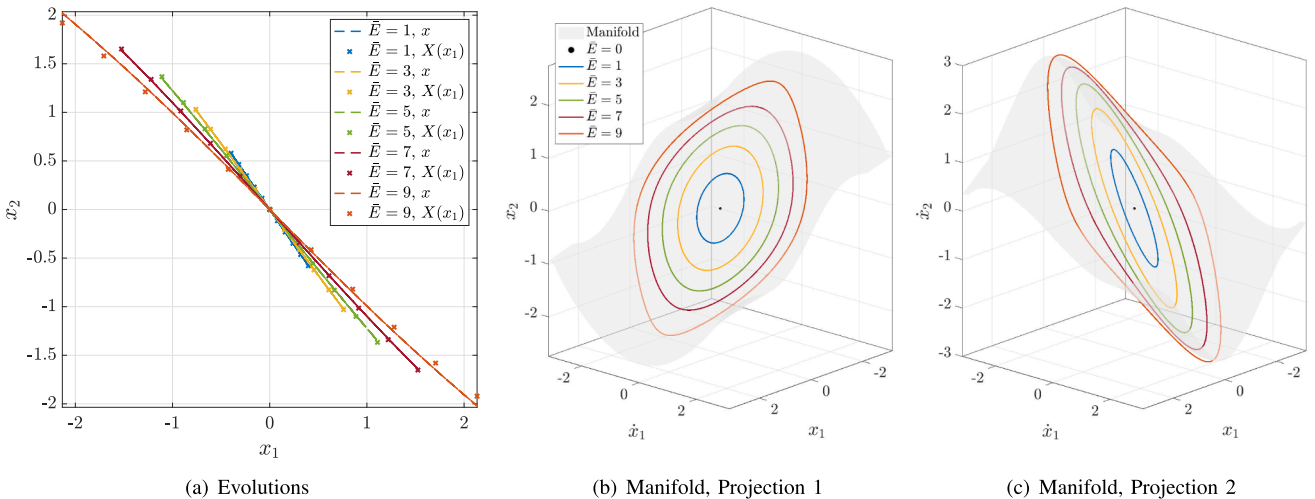 2
1.5
1
0.5
0
-0.5
-1
-1.5
-2
-2
-1
0
1
2
x₂
x₁
Ē = 1, x
Ē = 1, X(x₁)
Ē = 3, x
Ē = 3, X(x₁)
Ē = 5, x
Ē = 5, X(x₁)
Ē = 7, x
Ē = 7, X(x₁)
Ē = 9, x
Ē = 9, X(x₁)
(a) Evolutions
Manifold
Ē = 0
Ē = 1
Ē = 3
Ē = 5
Ē = 7
Ē = 9
2
1
0
-1
-2
x₂
-2
0
2
ẋ₁
2
0
-2
x₁
(b) Manifold, Projection 1
3
2
1
0
-1
-2
-3
ẋ₂
-2
0
2
ẋ₁
2
0
-2
x₁
(c) Manifold, Projection 2